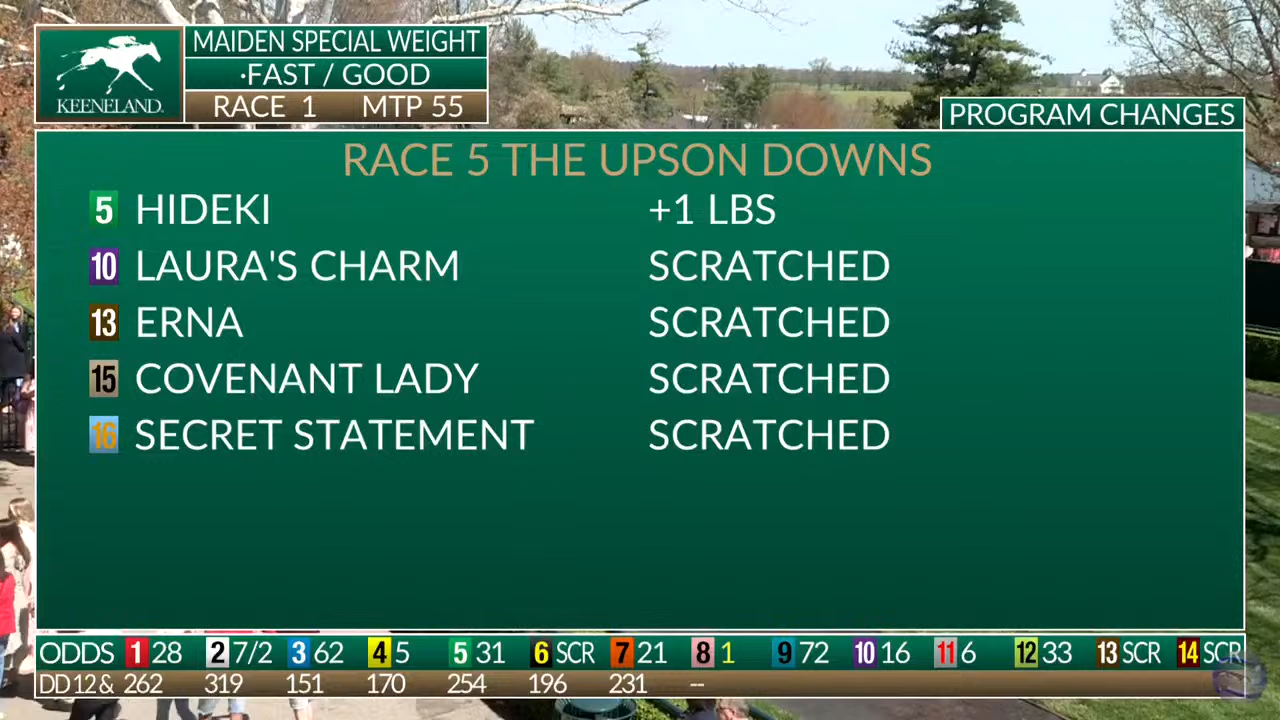 MAIDEN SPECIAL WEIGHT
·FAST / GOOD
KEENELAND.
RACE 1 MTP 55
PROGRAM CHANGES
RACE 5 THE UPSON DOWNS
5 HIDEKI +1 LBS
10 LAURA'S CHARM SCRATCHED
13 ERNA SCRATCHED
15 COVENANT LADY SCRATCHED
16 SECRET STATEMENT SCRATCHED
ODDS 1 28 2 7/2 3 62 4 5 5 31 6 SCR 7 21 8 1 9 72 10 16 11 6 12 33 13 SCR 14 SCR
DD 12 & 262 319 151 170 254 196 231 --